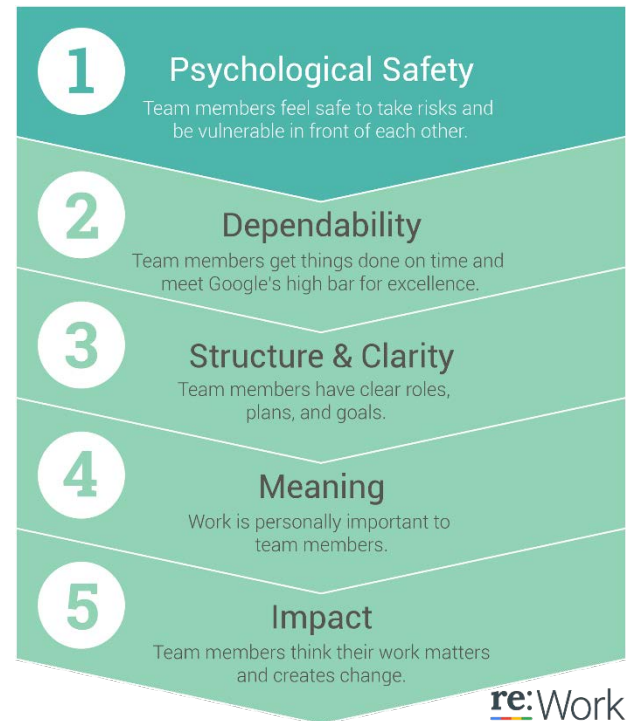 1
Psychological Safety
Team members feel safe to take risks and
be vulnerable in front of each other.
2
Dependability
Team members get things done on time and
meet Google's high bar for excellence.
3
Structure & Clarity
Team members have clear roles,
plans, and goals.
4
Meaning
Work is personally important to
team members.
5
Impact
Team members think their work matters
and creates change.
re:Work